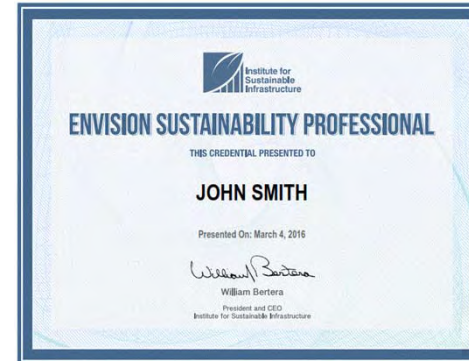 Institute for
Sustainable
Infrastructure
ENVISION SUSTAINABILITY PROFESSIONAL
THIS CREDENTIAL PRESENTED TO
JOHN SMITH
Presented On: March 4, 2016
William Bertera
William Bertera
President and CEO
Institute for Sustainable Infrastructure